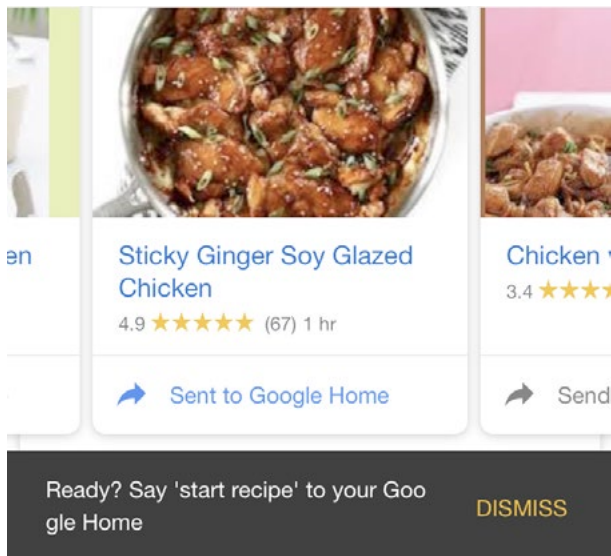 en
Sticky Ginger Soy Glazed
Chicken
4.9 ★★★★★ (67) 1 hr
Sent to Google Home
Chicken
3.4 ★★★★
Send
Ready? Say 'start recipe' to your Goo
gle Home
DISMISS